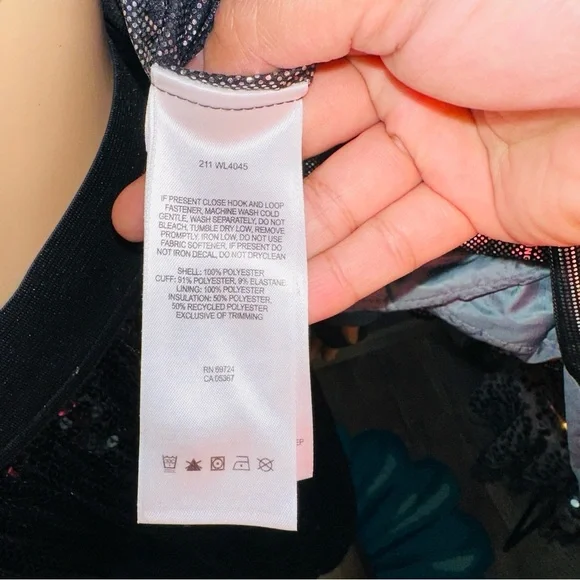 211 WL4045
IF PRESENT CLOSE HOOK AND LOOP
FASTENER, MACHINE WASH COLD
GENTLE, WASH SEPARATELY, DO NOT
BLEACH, TUMBLE DRY LOW, REMOVE
PROMPTLY, IRON LOW, DO NOT USE
FABRIC SOFTENER, IF PRESENT DO
NOT IRON DECAL, DO NOT DRYCLEAN
SHELL: 100% POLYESTER
CUFF: 91% POLYESTER, 9% ELASTANE
LINING: 100% POLYESTER
INSULATION: 50% POLYESTER,
50% RECYCLED POLYESTER
EXCLUSIVE OF TRIMMING
RN 69724
CA 05367
EP